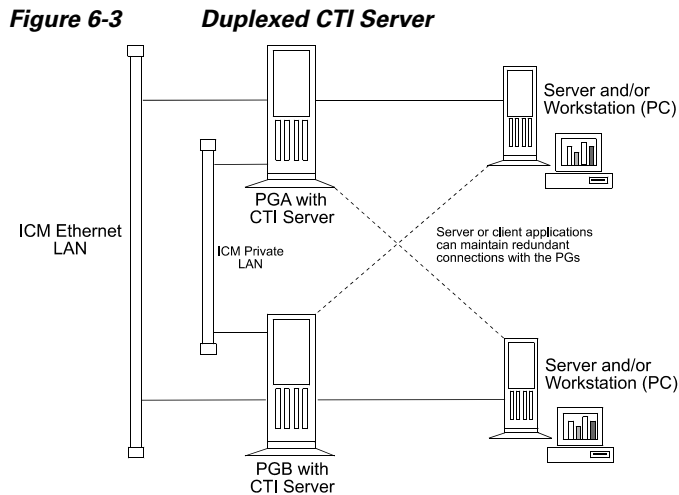 Figure 6-3 Duplexed CTI Server
Server and/or
Workstation (PC)
PGA with
CTI Server
ICM Ethernet
LAN
ICM Private
LAN
Server or client applications
can maintain redundant
connections with the PGs
Server and/or
Workstation (PC)
PGB with
CTI Server